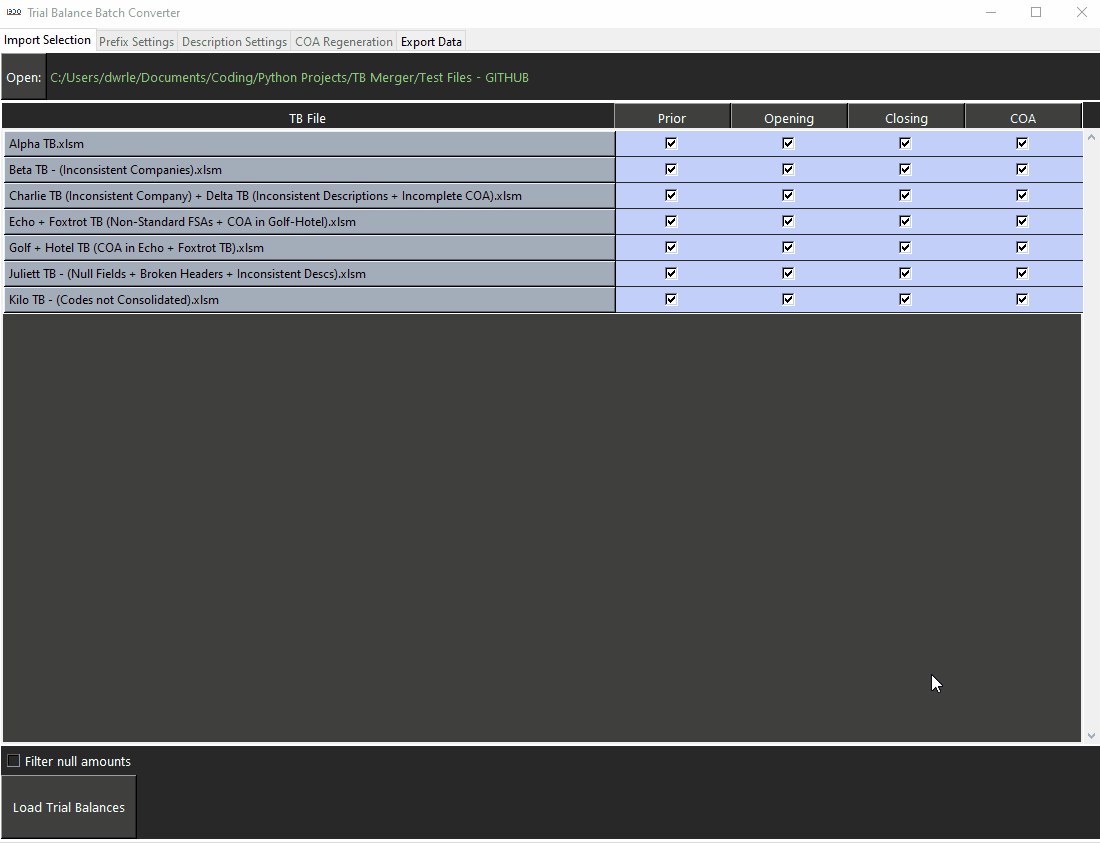 Trial Balance Batch Converter
Import Selection Prefix Settings Description Settings COA Regeneration Export Data
Open: C:/Users/dwrle/Documents/Coding/Python Projects/TB Merger/Test Files - GITHUB
TB File Prior Opening Closing COA
Alpha TB.xlsm
Beta TB - (Inconsistent Companies).xlsm
Charlie TB (Inconsistent Company) + Delta TB (Inconsistent Descriptions + Incomplete COA).xlsm
Echo + Foxtrot TB (Non-Standard FSAs + COA in Golf-Hotel).xlsm
Golf + Hotel TB (COA in Echo + Foxtrot TB).xlsm
Juliett TB - (Null Fields + Broken Headers + Inconsistent Descs).xlsm
Kilo TB - (Codes not Consolidated).xlsm
Filter null amounts
Load Trial Balances